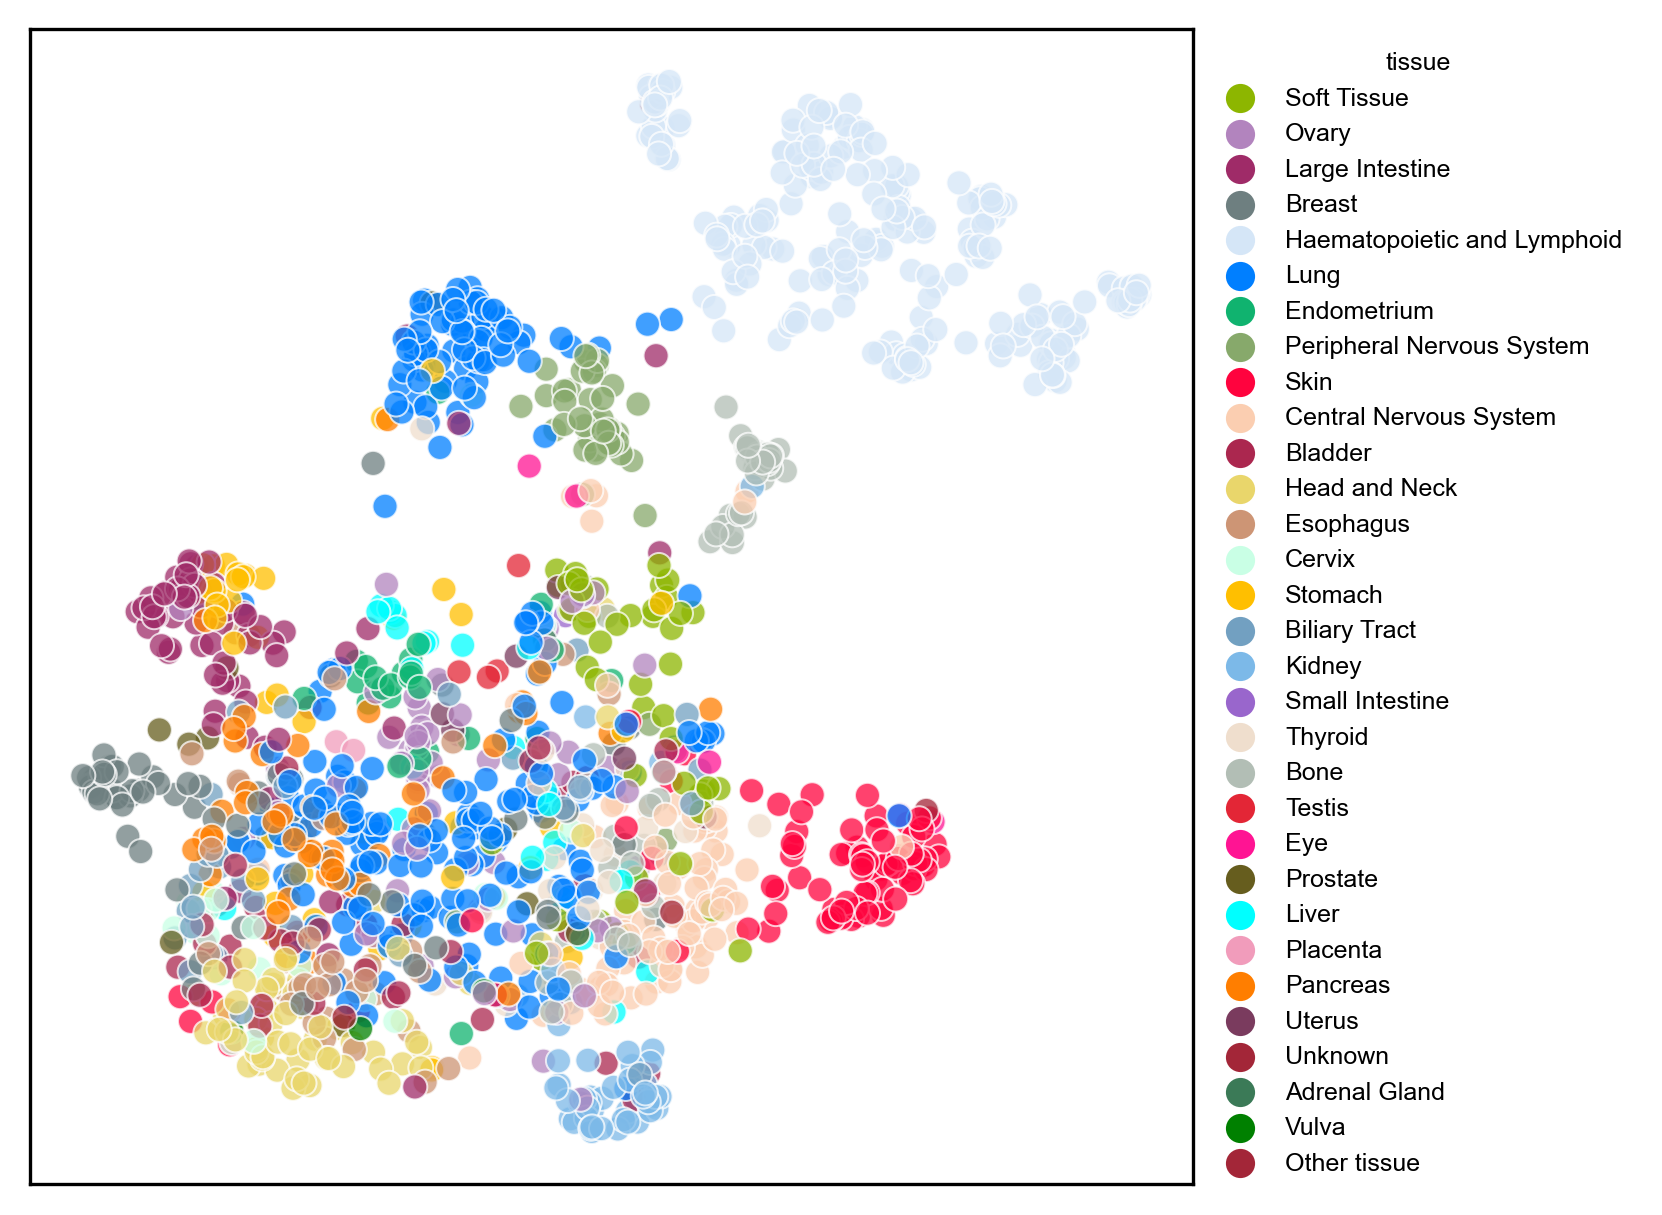 tissue
Soft Tissue
Ovary
Large Intestine
Breast
Haematopoietic and Lymphoid
Lung
Endometrium
Peripheral Nervous System
Skin
Central Nervous System
Bladder
Head and Neck
Esophagus
Cervix
Stomach
Biliary Tract
Kidney
Small Intestine
Thyroid
Bone
Testis
Eye
Prostate
Liver
Placenta
Pancreas
Uterus
Unknown
Adrenal Gland
Vulva
Other tissue